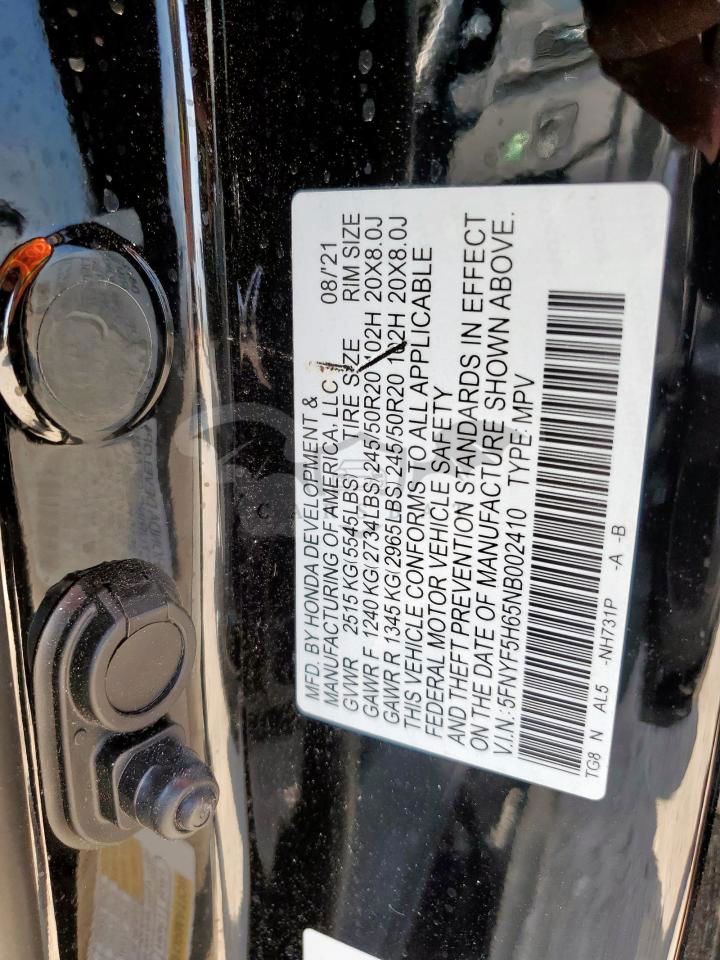 MFD. BY HONDA DEVELOPMENT &
MANUFACTURING OF AMERICA, LLC 08/'21
GVWR 2515 KG(5545LBS) TIRE SIZE RIM SIZE
GAWR F 1240 KG(2734LBS) 245/50R20 102H 20X8.0J
GAWR R 1345 KG(2965LBS) 245/50R20 102H 20X8.0J
THIS VEHICLE CONFORMS TO ALL APPLICABLE
FEDERAL MOTOR VEHICLE SAFETY
AND THEFT PREVENTION STANDARDS IN EFFECT
ON THE DATE OF MANUFACTURE SHOWN ABOVE.
V.I.N.:5FNYF5H65NB002410 TYPE: MPV
TG8 N AL5 -NH731P -A -B